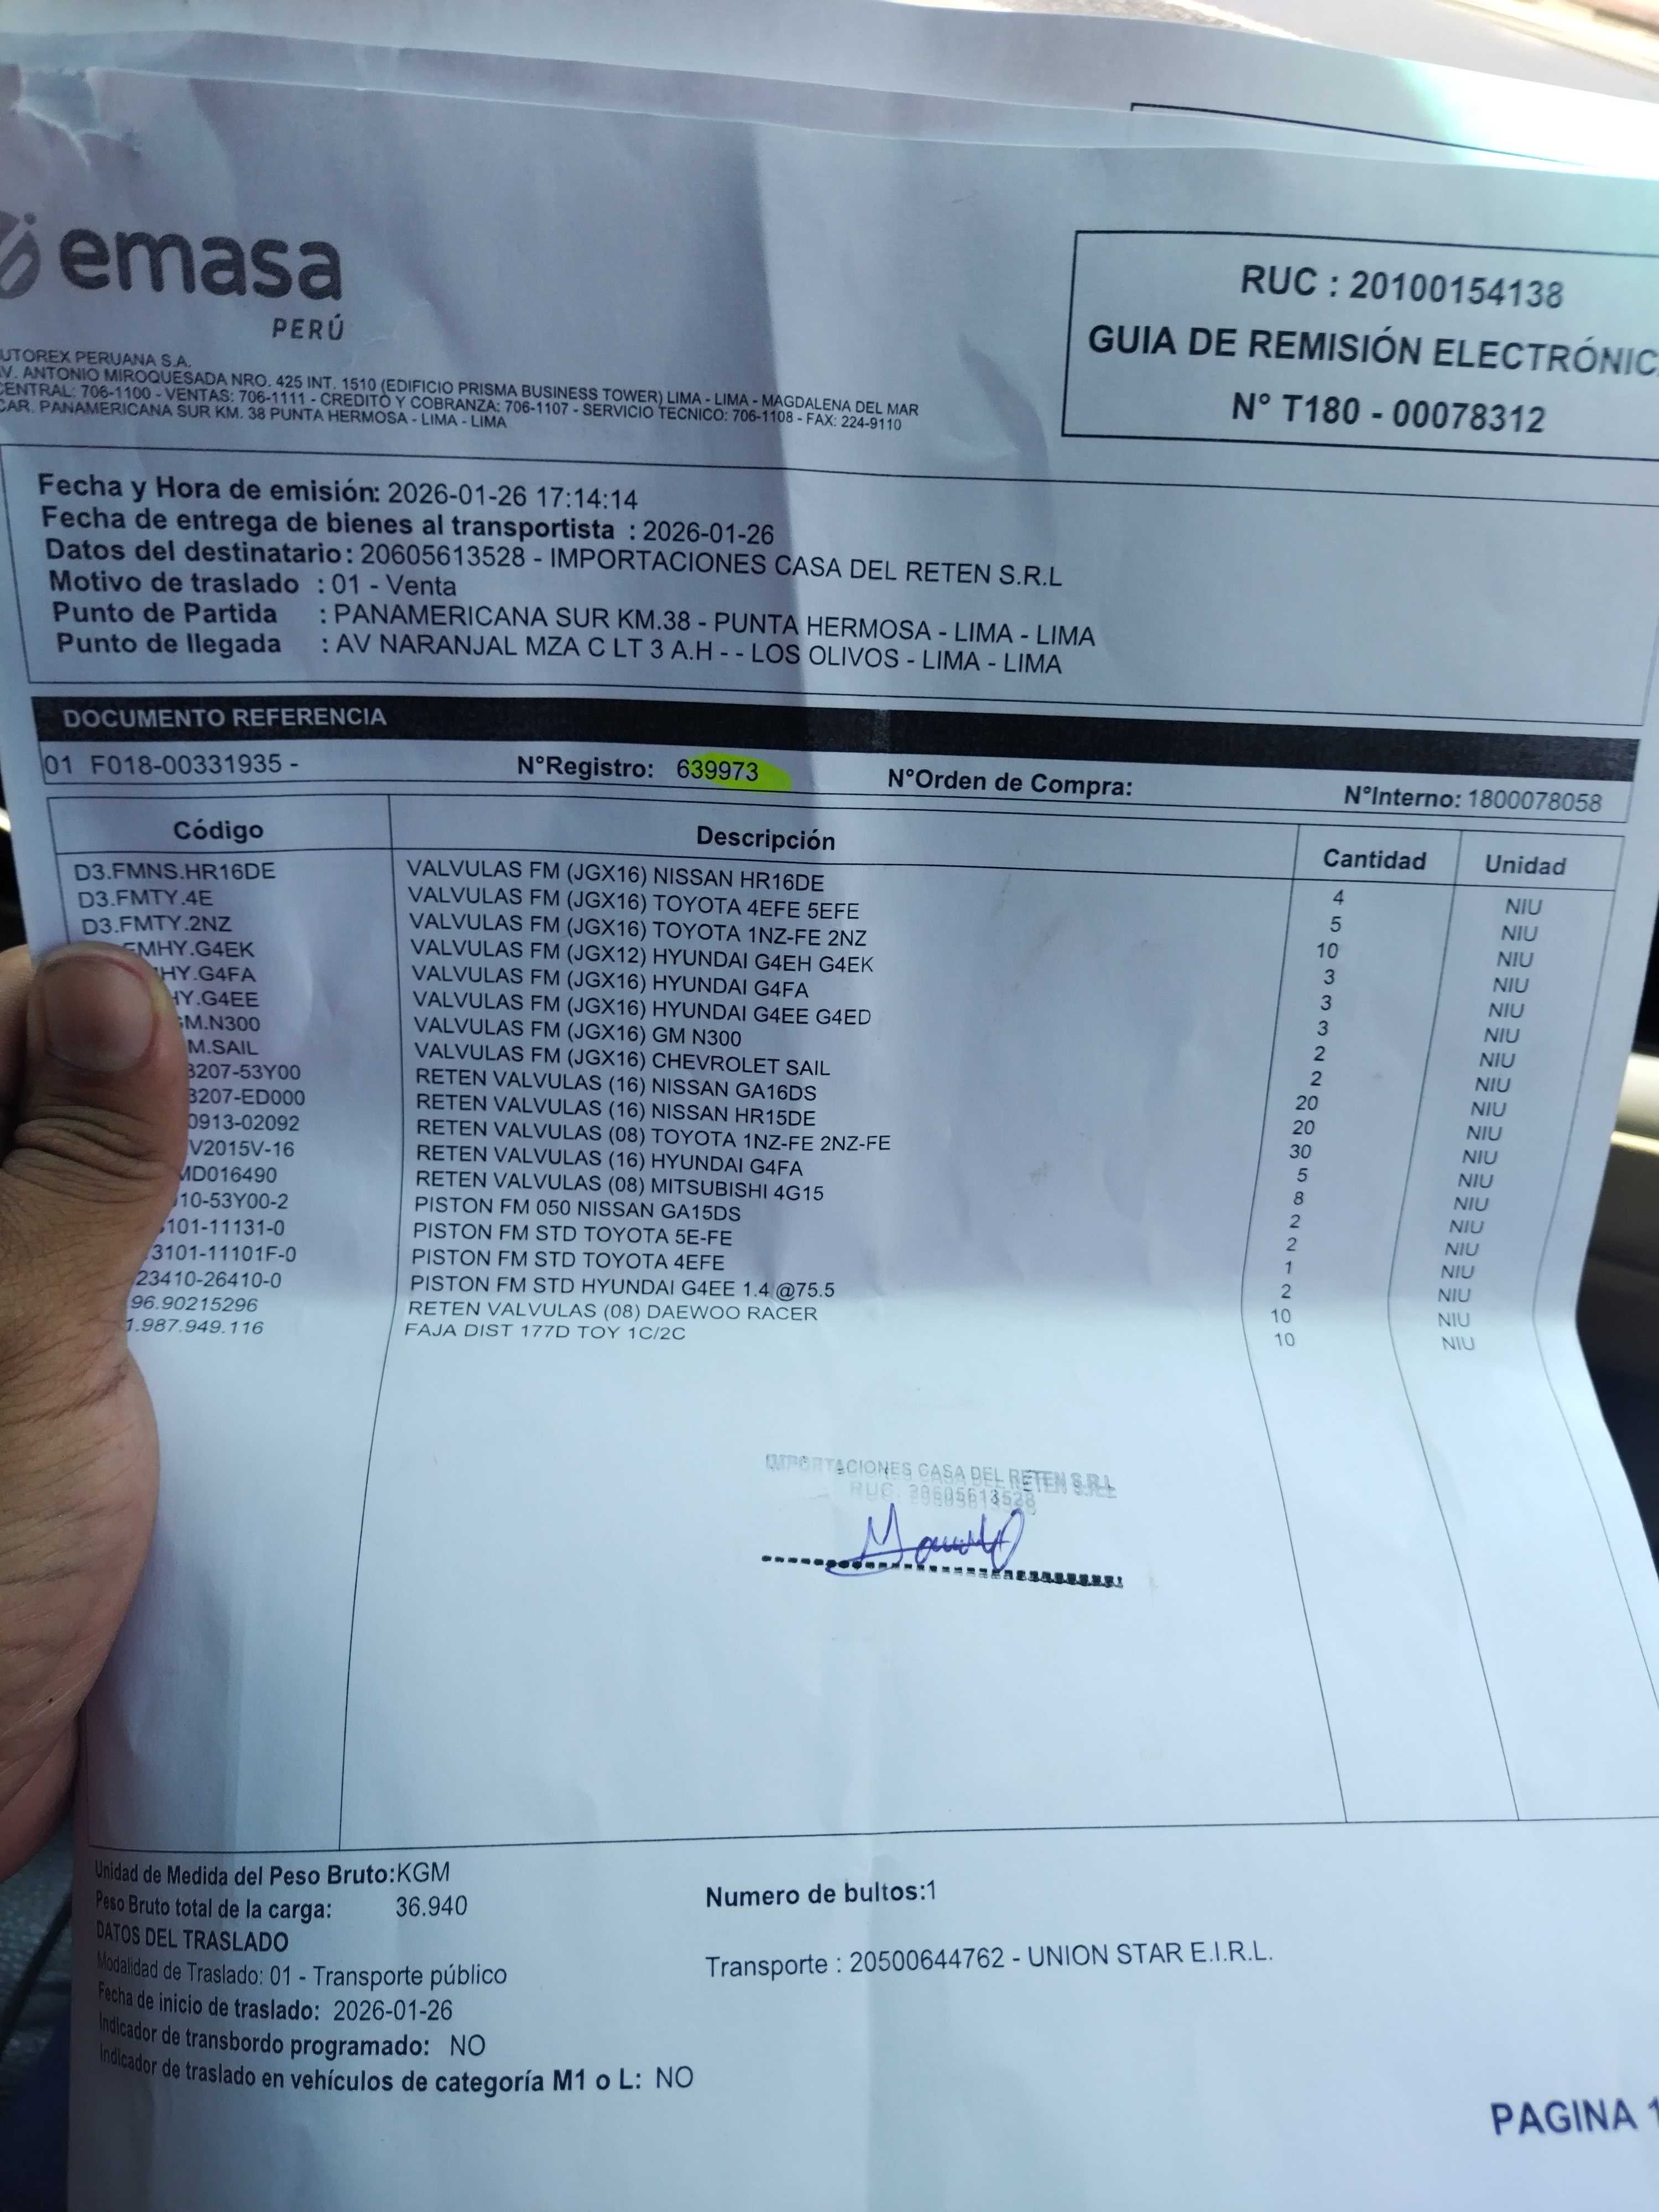 emasa
PERÚ
UTOREX PERUANA S.A.
V. ANTONIO MIROQUESADA NRO. 425 INT. 1510 (EDIFICIO PRISMA BUSINESS TOWER) LIMA - LIMA - MAGDALENA DEL MAR
CENTRAL: 706-1100 - VENTAS: 706-1111 - CREDITO Y COBRANZA: 706-1107 - SERVICIO TECNICO: 706-1108 - FAX: 224-9110
CAR. PANAMERICANA SUR KM. 38 PUNTA HERMOSA - LIMA - LIMA
RUC : 20100154138
GUIA DE REMISIÓN ELECTRÓNIC
N° T180 - 00078312
Fecha y Hora de emisión: 2026-01-26 17:14:14
Fecha de entrega de bienes al transportista : 2026-01-26
Datos del destinatario: 20605613528 - IMPORTACIONES CASA DEL RETEN S.R.L
Motivo de traslado : 01 - Venta
Punto de Partida : PANAMERICANA SUR KM.38 - PUNTA HERMOSA - LIMA - LIMA
Punto de llegada : AV NARANJAL MZA C LT 3 A.H - - LOS OLIVOS - LIMA - LIMA
DOCUMENTO REFERENCIA
01 F018-00331935 - N°Registro: 639973 N°Orden de Compra: N°Interno: 1800078058
Código Descripción Cantidad Unidad
D3.FMNS.HR16DE VALVULAS FM (JGX16) NISSAN HR16DE 4 NIU
D3.FMTY.4E VALVULAS FM (JGX16) TOYOTA 4EFE 5EFE 5 NIU
D3.FMTY.2NZ VALVULAS FM (JGX16) TOYOTA 1NZ-FE 2NZ 10 NIU
FMHY.G4EK VALVULAS FM (JGX12) HYUNDAI G4EH G4EK 3 NIU
HY.G4FA VALVULAS FM (JGX16) HYUNDAI G4FA 3 NIU
HY.G4EE VALVULAS FM (JGX16) HYUNDAI G4EE G4ED 3 NIU
GM.N300 VALVULAS FM (JGX16) GM N300 2 NIU
M.SAIL VALVULAS FM (JGX16) CHEVROLET SAIL 2 NIU
3207-53Y00 RETEN VALVULAS (16) NISSAN GA16DS 20 NIU
3207-ED000 RETEN VALVULAS (16) NISSAN HR15DE 20 NIU
0913-02092 RETEN VALVULAS (08) TOYOTA 1NZ-FE 2NZ-FE 30 NIU
V2015V-16 RETEN VALVULAS (16) HYUNDAI G4FA 5 NIU
MD016490 RETEN VALVULAS (08) MITSUBISHI 4G15 8 NIU
10-53Y00-2 PISTON FM 050 NISSAN GA15DS 2 NIU
101-11131-0 PISTON FM STD TOYOTA 5E-FE 2 NIU
3101-11101F-0 PISTON FM STD TOYOTA 4EFE 1 NIU
23410-26410-0 PISTON FM STD HYUNDAI G4EE 1.4 @75.5 2 NIU
96.90215296 RETEN VALVULAS (08) DAEWOO RACER 10 NIU
1.987.949.116 FAJA DIST 177D TOY 1C/2C 10 NIU
IMPORTACIONES CASA DEL RETEN S.R.L
RUC. 20605613528
Unidad de Medida del Peso Bruto:KGM
Peso Bruto total de la carga: 36.940 Numero de bultos:1
DATOS DEL TRASLADO
Modalidad de Traslado: 01 - Transporte público Transporte : 20500644762 - UNION STAR E.I.R.L.
Fecha de inicio de traslado: 2026-01-26
Indicador de transbordo programado: NO
Indicador de traslado en vehículos de categoría M1 o L: NO
PAGINA 1